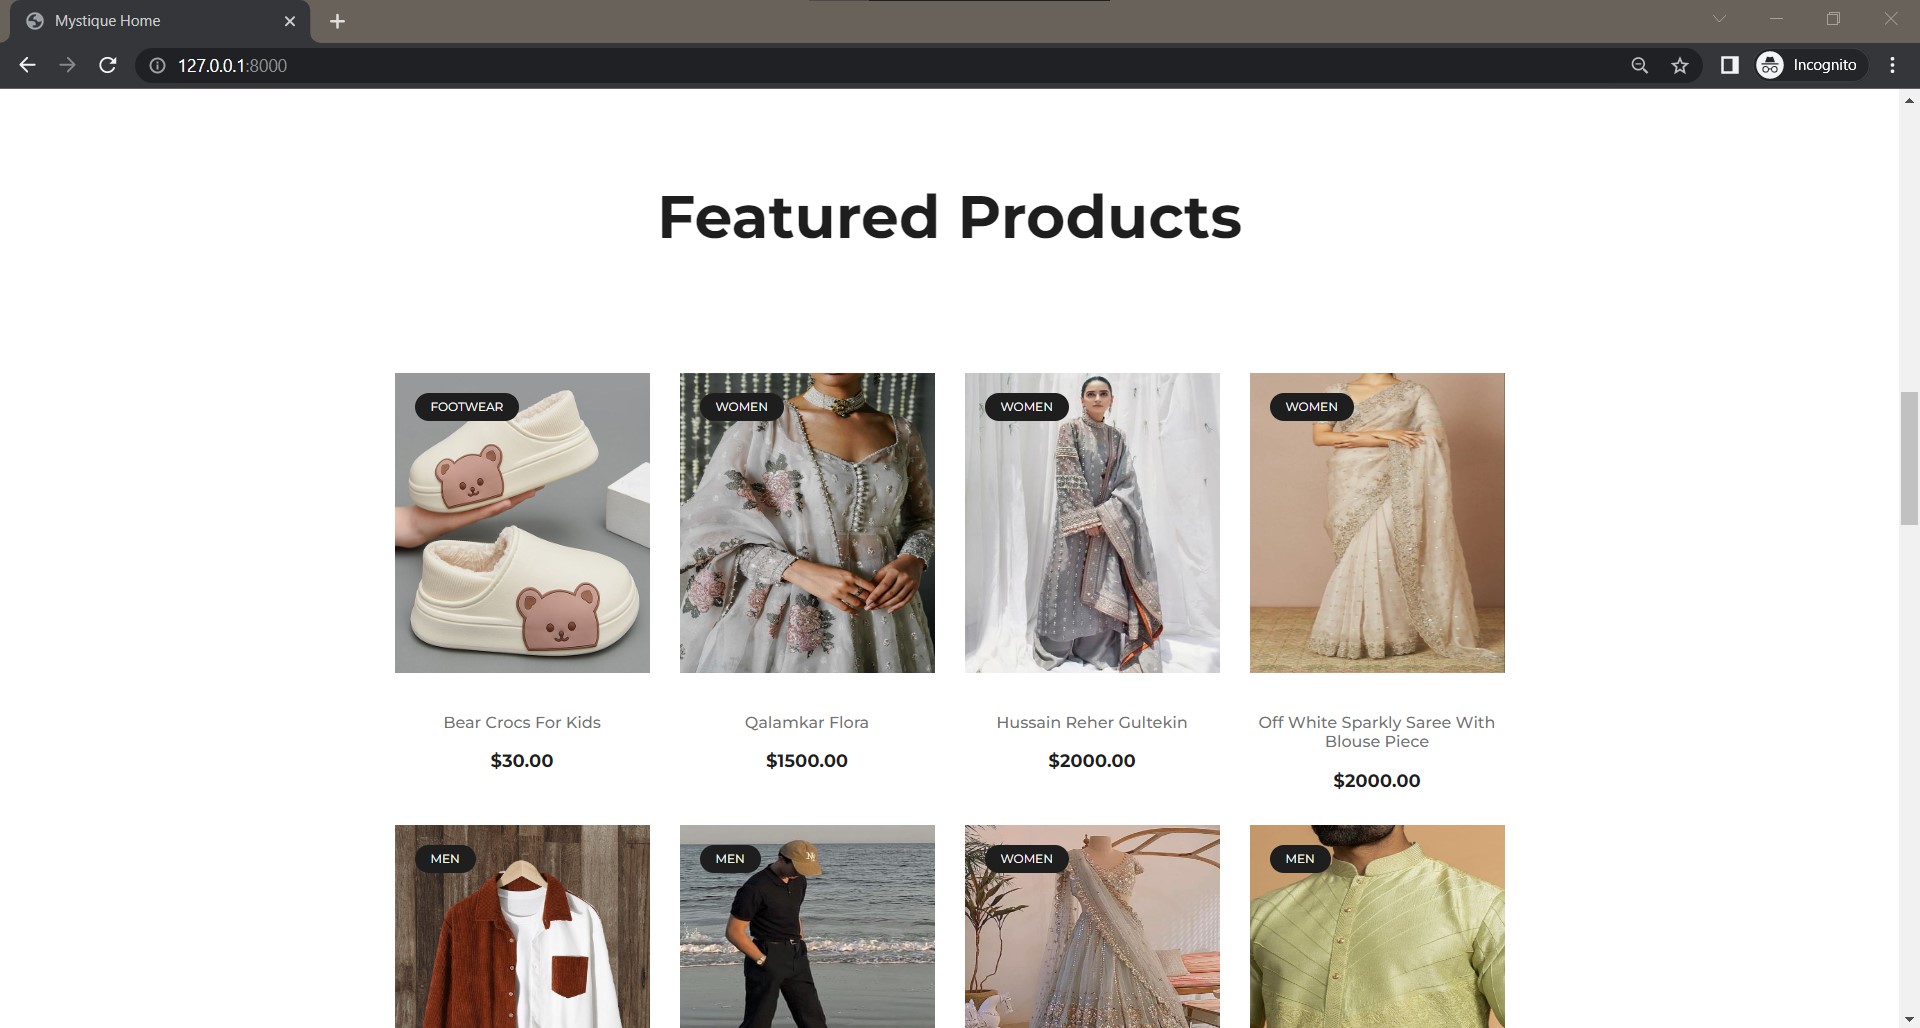 Mystique Home
127.0.0.1:8000
Incognito
Featured Products
FOOTWEAR
WOMEN
WOMEN
WOMEN
Bear Crocs For Kids
$30.00
Qalamkar Flora
$1500.00
Hussain Reher Gultekin
$2000.00
Off White Sparkly Saree With
Blouse Piece
$2000.00
MEN
MEN
WOMEN
MEN